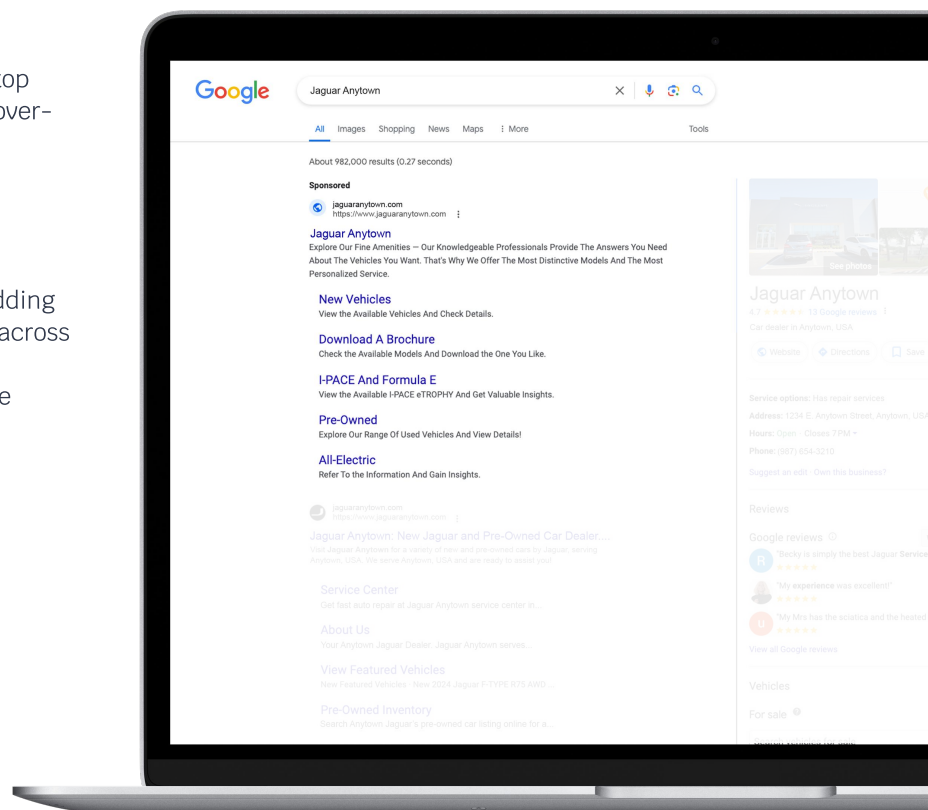 top
over-
dding
across
e
Google
Jaguar Anytown
All Images Shopping News Maps More Tools
About 982,000 results (0.27 seconds)
Sponsored
jaguaranytown.com
https://www.jaguaranytown.com
Jaguar Anytown
Explore Our Fine Amenities — Our Knowledgeable Professionals Provide The Answers You Need
About The Vehicles You Want. That's Why We Offer The Most Distinctive Models And The Most
Personalized Service.
New Vehicles
View the Available Vehicles And Check Details.
Download A Brochure
Check the Available Models And Download the One You Like.
I-PACE And Formula E
View the Available I-PACE eTROPHY And Get Valuable Insights.
Pre-Owned
Explore Our Range Of Used Vehicles And View Details!
All-Electric
Refer To the Information And Gain Insights.
jaguaranytown.com
https://www.jaguaranytown.com
Jaguar Anytown: New Jaguar and Pre-Owned Car Dealer....
Visit Jaguar Anytown for a variety of new and pre-owned cars by Jaguar, serving
Anytown, USA. We serve Anytown, USA and are ready to assist you!
Service Center
Get fast auto repair at Jaguar Anytown service center in...
About Us
Your Anytown Jaguar Dealer. Jaguar Anytown serves...
View Featured Vehicles
New Featured Vehicles · New 2024 Jaguar F-TYPE R75 AWD ...
Pre-Owned Inventory
Search Anytown Jaguar's pre-owned car listing online for a...
See photos
Jaguar Anytown
4.7 13 Google reviews
Car dealer in Anytown, USA
Website Directions Save
Service options: Has repair services
Address: 1234 E. Anytown Street, Anytown, USA
Hours: Open · Closes 7 PM
Phone: (987) 654-3210
Suggest an edit · Own this business?
Reviews
Google reviews
R "Becky is simply the best Jaguar Service
"My experience was excellent!"
U "My Mrs has the sciatica and the heated
View all Google reviews
Vehicles
For sale